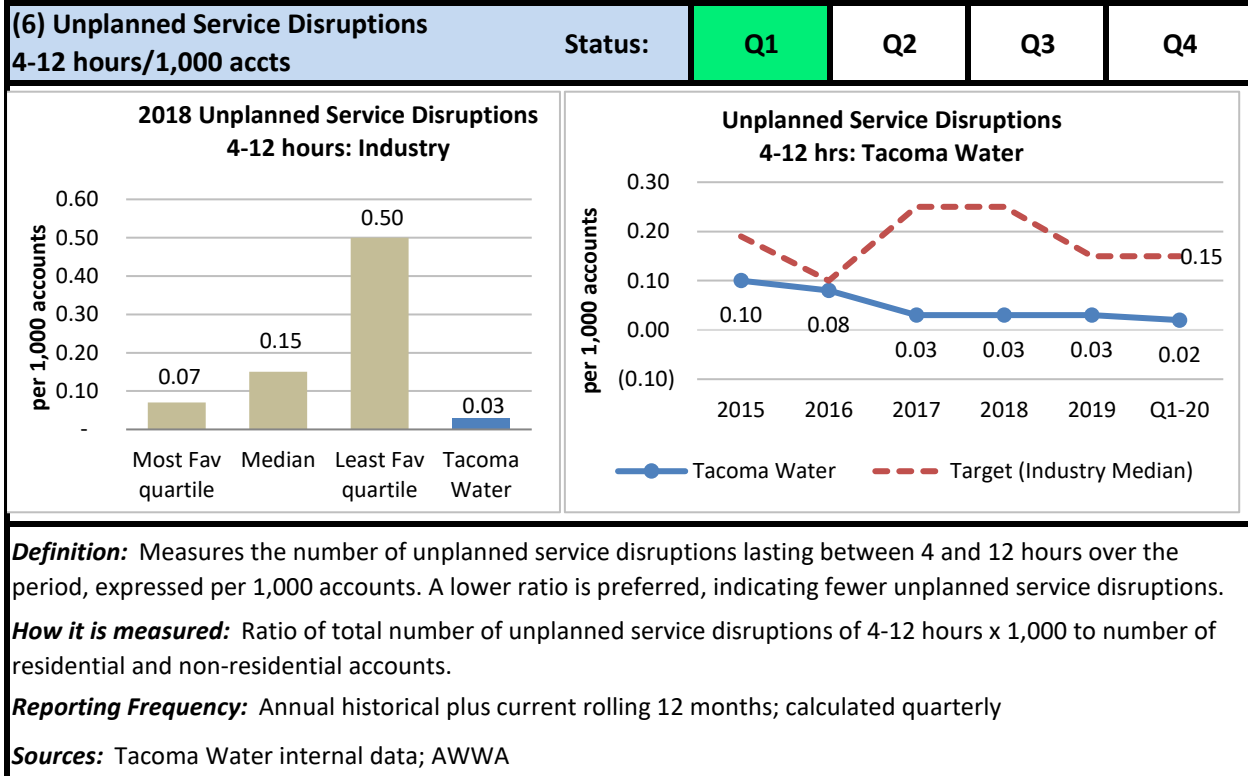 (6) Unplanned Service Disruptions
4-12 hours/1,000 accts
Status:
Q1
Q2
Q3
Q4
2018 Unplanned Service Disruptions
4-12 hours: Industry
per 1,000 accounts
0.60
0.50
0.40
0.30
0.20
0.10
-
0.07
0.15
0.50
0.03
Most Fav
quartile
Median
Least Fav
quartile
Tacoma
Water
Unplanned Service Disruptions
4-12 hrs: Tacoma Water
per 1,000 accounts
0.30
0.20
0.10
0.00
(0.10)
0.15
0.10
0.08
0.03
0.03
0.03
0.02
2015
2016
2017
2018
2019
Q1-20
Tacoma Water
Target (Industry Median)
Definition: Measures the number of unplanned service disruptions lasting between 4 and 12 hours over the
period, expressed per 1,000 accounts. A lower ratio is preferred, indicating fewer unplanned service disruptions.
How it is measured: Ratio of total number of unplanned service disruptions of 4-12 hours x 1,000 to number of
residential and non-residential accounts.
Reporting Frequency: Annual historical plus current rolling 12 months; calculated quarterly
Sources: Tacoma Water internal data; AWWA